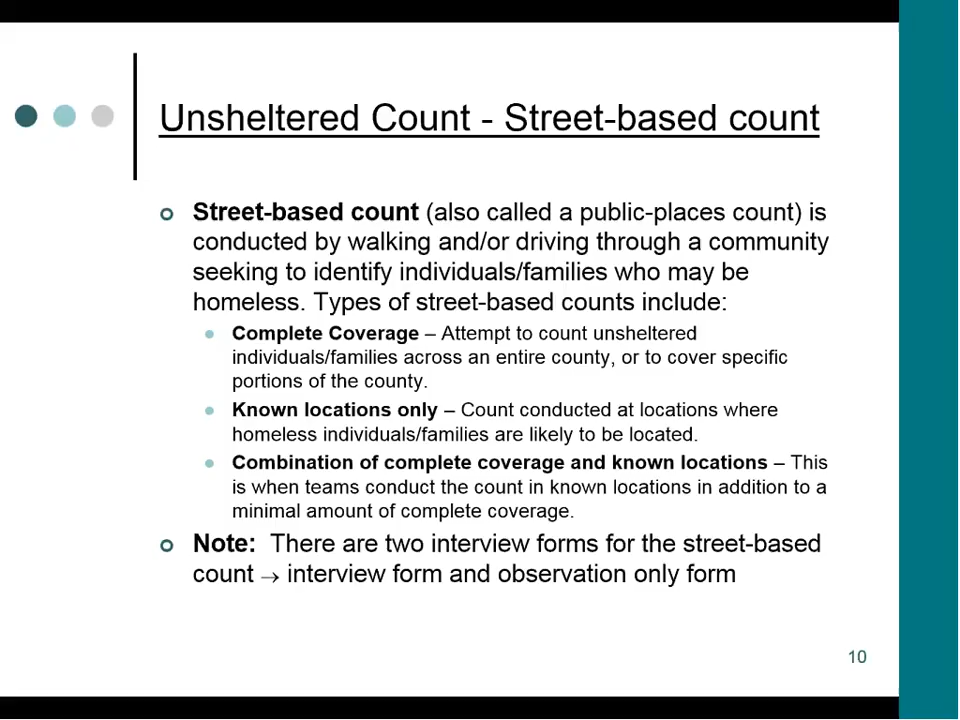 Unsheltered Count - Street-based count
Street-based count (also called a public-places count) is
conducted by walking and/or driving through a community
seeking to identify individuals/families who may be
homeless. Types of street-based counts include:
Complete Coverage – Attempt to count unsheltered
individuals/families across an entire county, or to cover specific
portions of the county.
Known locations only – Count conducted at locations where
homeless individuals/families are likely to be located.
Combination of complete coverage and known locations – This
is when teams conduct the count in known locations in addition to a
minimal amount of complete coverage.
Note: There are two interview forms for the street-based
count → interview form and observation only form
10